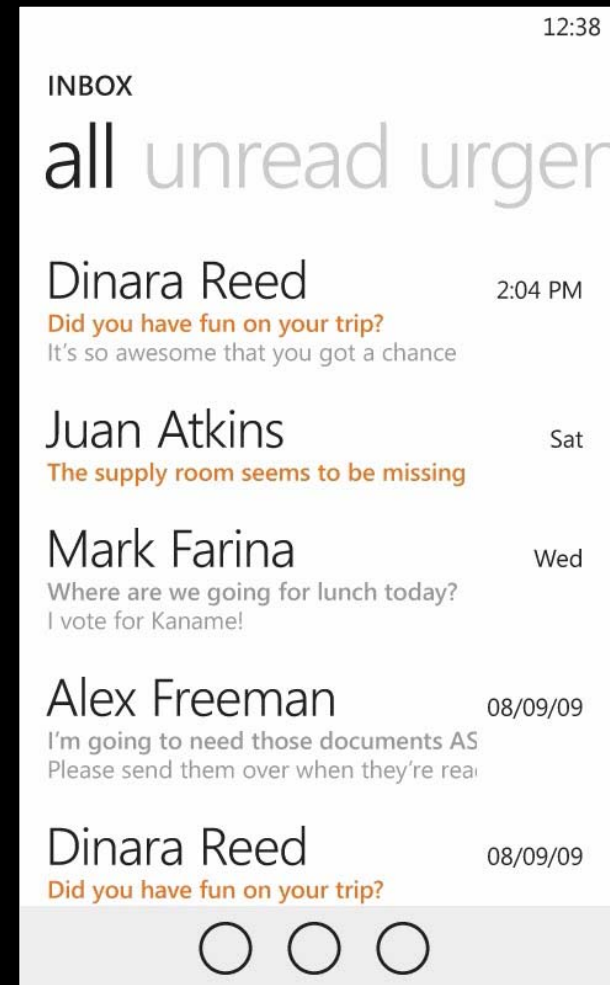 12:38
INBOX
all unread urgen
Dinara Reed 2:04 PM
Did you have fun on your trip?
It's so awesome that you got a chance
Juan Atkins Sat
The supply room seems to be missing
Mark Farina Wed
Where are we going for lunch today?
I vote for Kaname!
Alex Freeman 08/09/09
I'm going to need those documents AS
Please send them over when they're rea
Dinara Reed 08/09/09
Did you have fun on your trip?